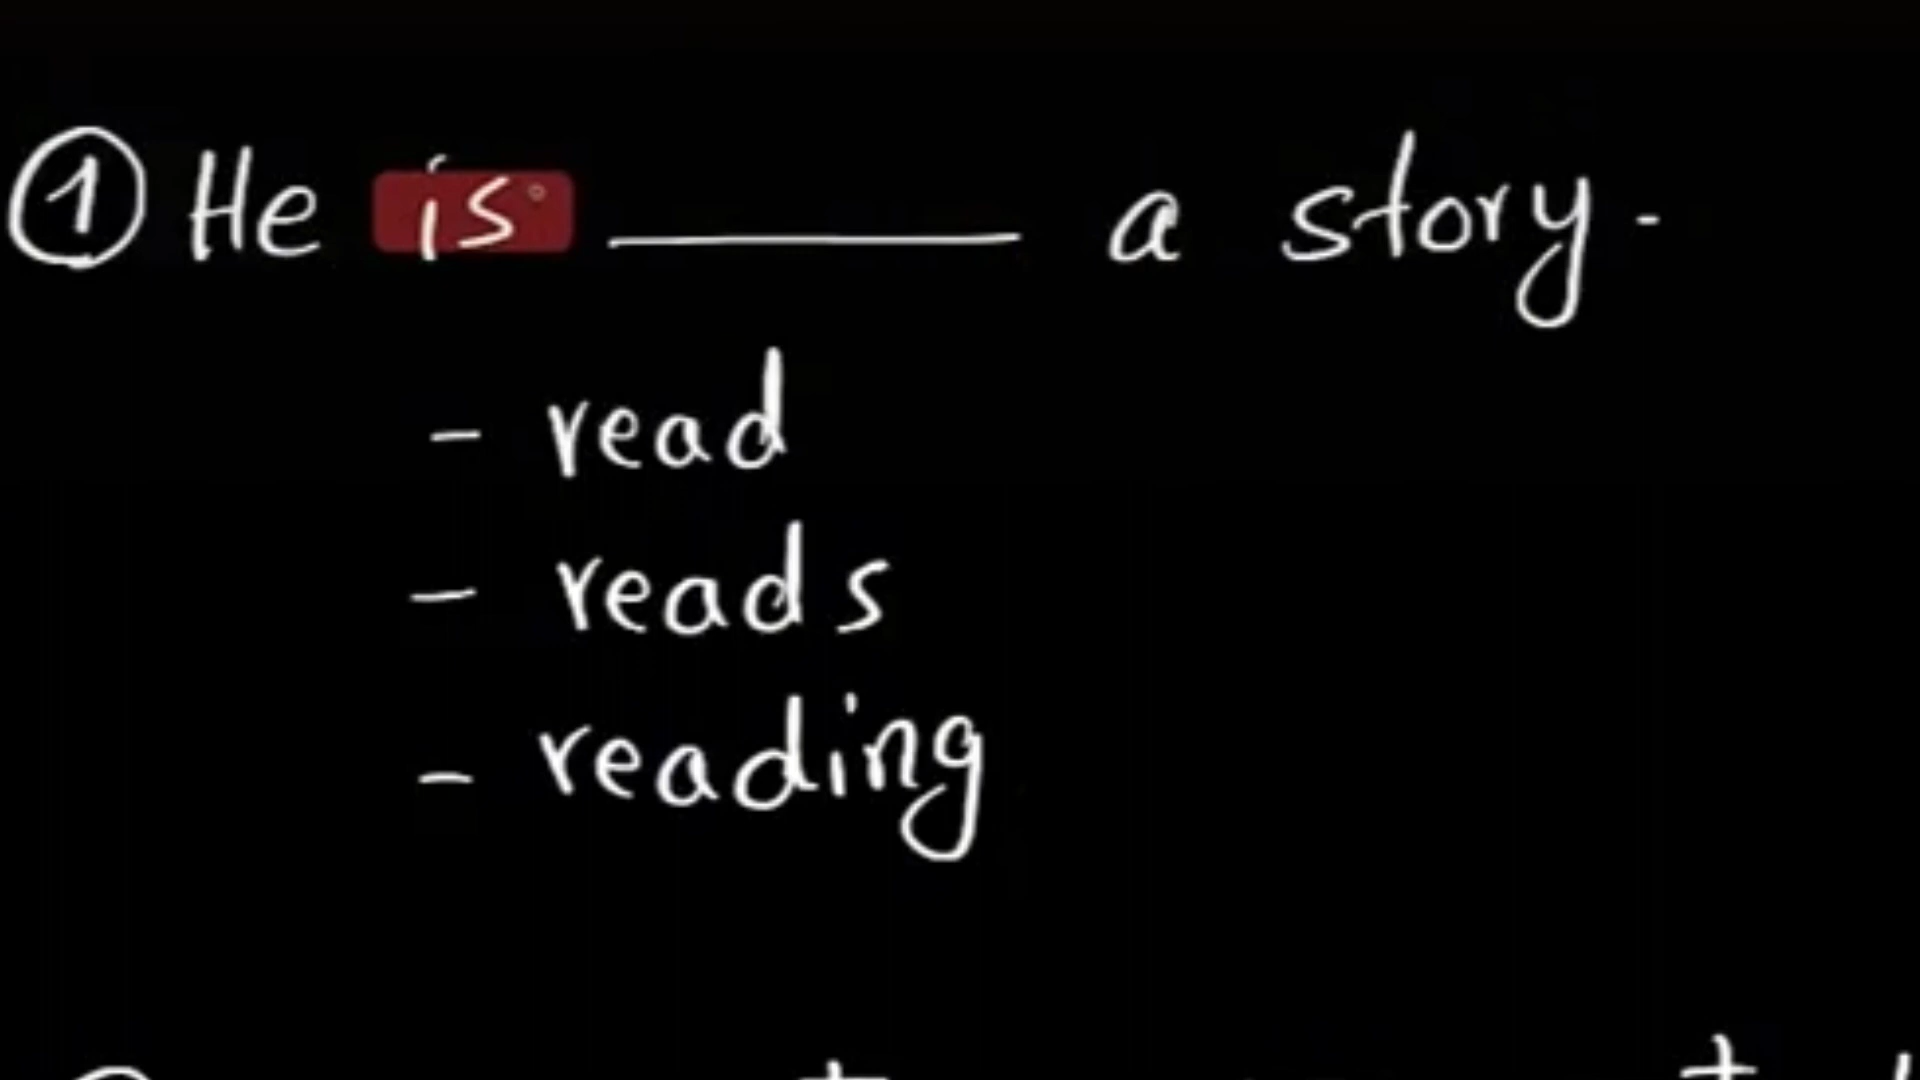 ① He is ______ a story.
- read
- reads
- reading